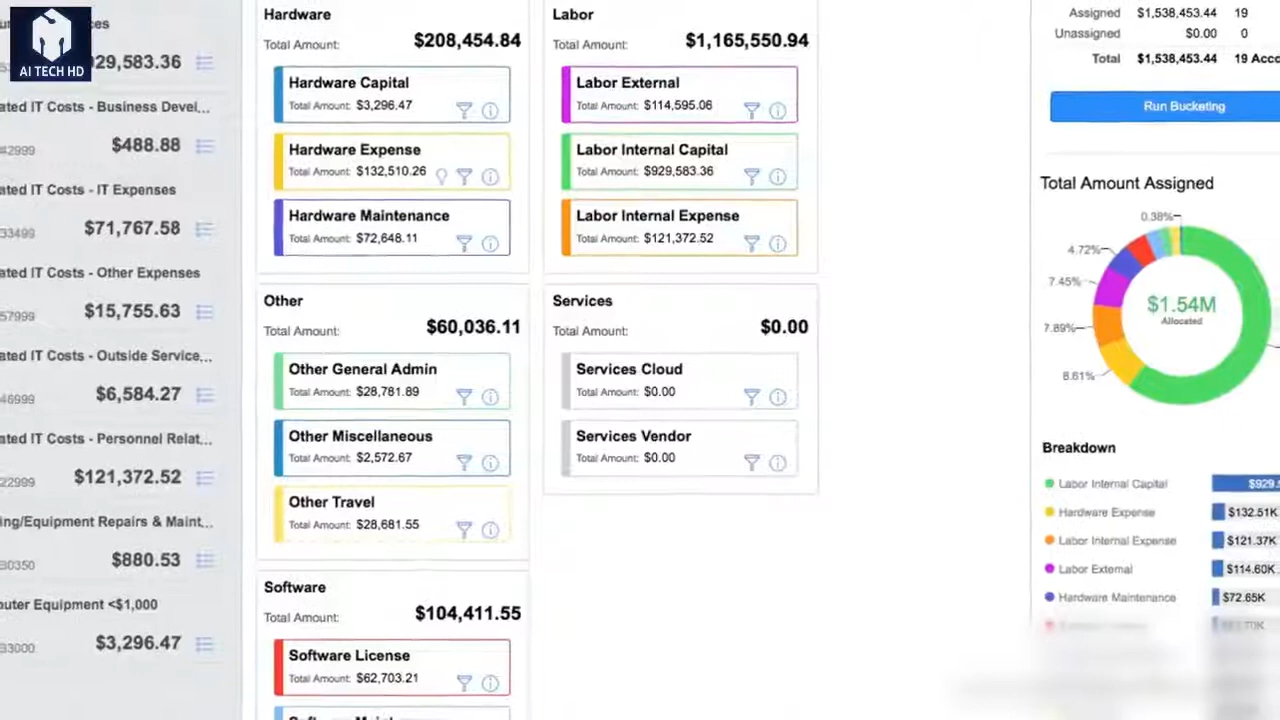 AI TECH HD
29,583.36
ated IT Costs - Business Devel...
#2999
$488.88
ated IT Costs - IT Expenses
33499
$71,767.58
ated IT Costs - Other Expenses
57999
$15,755.63
ated IT Costs - Outside Service...
46999
$6,584.27
ated IT Costs - Personnel Relat...
22999
$121,372.52
ing/Equipment Repairs & Maint...
30350
$880.53
outer Equipment <$1,000
33000
$3,296.47
Hardware
Total Amount: $208,454.84
Hardware Capital
Total Amount: $3,296.47
Hardware Expense
Total Amount: $132,510.26
Hardware Maintenance
Total Amount: $72,648.11
Other
Total Amount: $60,036.11
Other General Admin
Total Amount: $28,781.89
Other Miscellaneous
Total Amount: $2,572.67
Other Travel
Total Amount: $28,681.55
Software
Total Amount: $104,411.55
Software License
Total Amount: $62,703.21
Labor
Total Amount: $1,165,550.94
Labor External
Total Amount: $114,595.06
Labor Internal Capital
Total Amount: $929,583.36
Labor Internal Expense
Total Amount: $121,372.52
Services
Total Amount: $0.00
Services Cloud
Total Amount: $0.00
Services Vendor
Total Amount: $0.00
Assigned $1,538,453.44 19
Unassigned $0.00 0
Total $1,538,453.44 19 Acco
Run Bucketing
Total Amount Assigned
0.38%
4.72%
7.45%
7.89%
8.61%
$1.54M
Allocated
Breakdown
Labor Internal Capital $929.5
Hardware Expense $132.51K
Labor Internal Expense $121.37K
Labor External $114.60K
Hardware Maintenance $72.65K